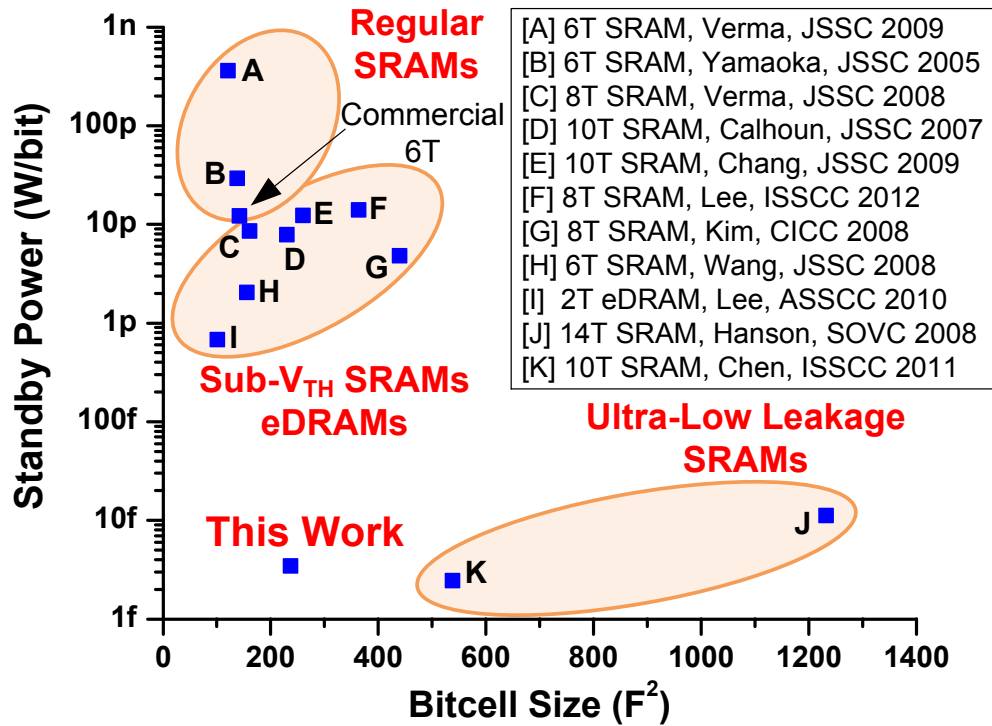 Standby Power (W/bit)
1n
100p
10p
1p
100f
10f
1f
Regular
SRAMs
Commercial
6T
A
B
C
D
E
F
G
H
I
Sub-V_TH SRAMs
eDRAMs
Ultra-Low Leakage
SRAMs
This Work
K
J
[A] 6T SRAM, Verma, JSSC 2009
[B] 6T SRAM, Yamaoka, JSSC 2005
[C] 8T SRAM, Verma, JSSC 2008
[D] 10T SRAM, Calhoun, JSSC 2007
[E] 10T SRAM, Chang, JSSC 2009
[F] 8T SRAM, Lee, ISSCC 2012
[G] 8T SRAM, Kim, CICC 2008
[H] 6T SRAM, Wang, JSSC 2008
[I] 2T eDRAM, Lee, ASSCC 2010
[J] 14T SRAM, Hanson, SOVC 2008
[K] 10T SRAM, Chen, ISSCC 2011
0 200 400 600 800 1000 1200 1400
Bitcell Size (F²)